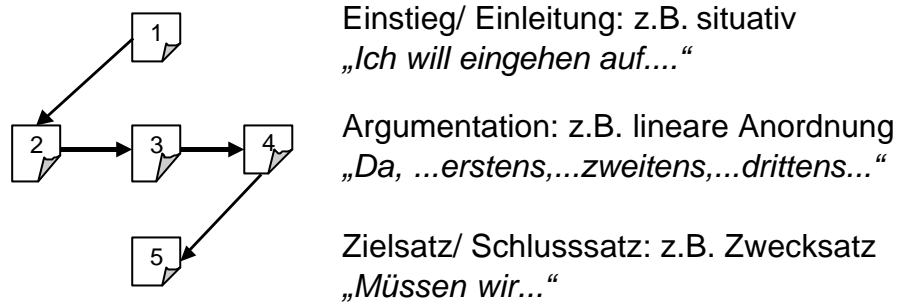 1
Einstieg/ Einleitung: z.B. situativ
„Ich will eingehen auf....“
2 3 4
Argumentation: z.B. lineare Anordnung
„Da, ...erstens,...zweitens,...drittens...“
5
Zielsatz/ Schlusssatz: z.B. Zwecksatz
„Müssen wir...“